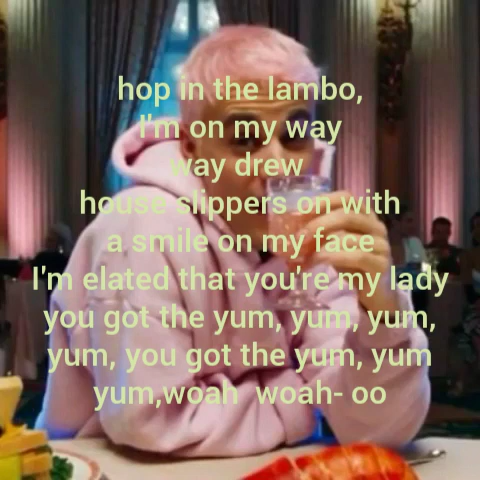 hop in the lambo,
I'm on my way
way drew
house slippers on with
a smile on my face
I'm elated that you're my lady
you got the yum, yum, yum,
yum, you got the yum, yum
yum,woah  woah- oo